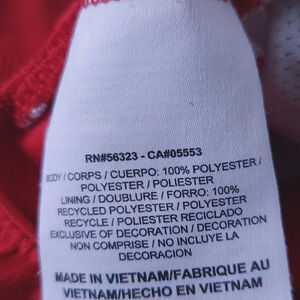 RN#56323 - CA#05553
BODY / CORPS / CUERPO: 100% POLYESTER /
POLYESTER / POLIESTER
LINING / DOUBLURE / FORRO: 100%
RECYCLED POLYESTER / POLYESTER
RECYCLE / POLIESTER RECICLADO
EXCLUSIVE OF DECORATION / DECORATION
NON COMPRISE / NO INCLUYE LA
DECORACION
MADE IN VIETNAM/FABRIQUE AU
VIETNAM/HECHO EN VIETNAM